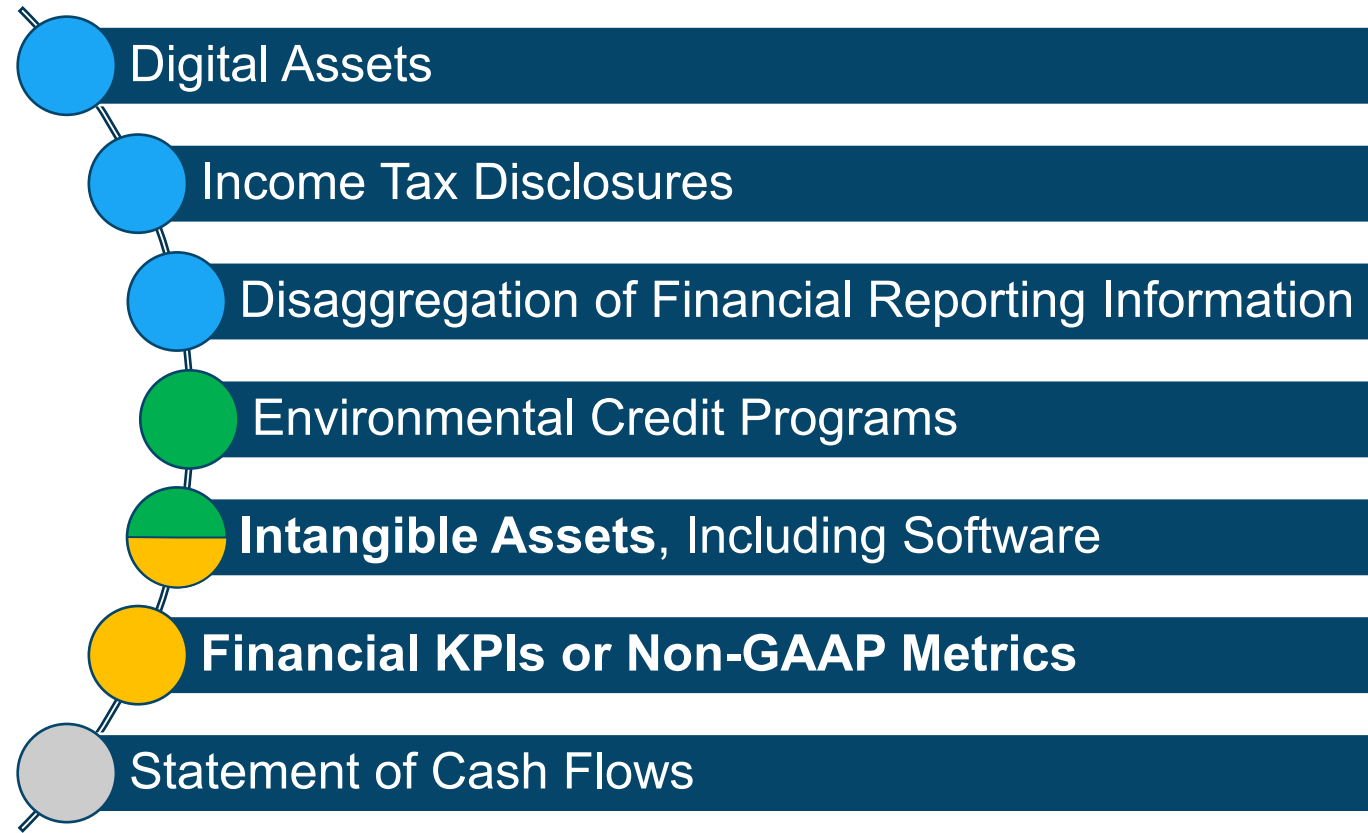 Digital Assets
Income Tax Disclosures
Disaggregation of Financial Reporting Information
Environmental Credit Programs
Intangible Assets, Including Software
Financial KPIs or Non-GAAP Metrics
Statement of Cash Flows